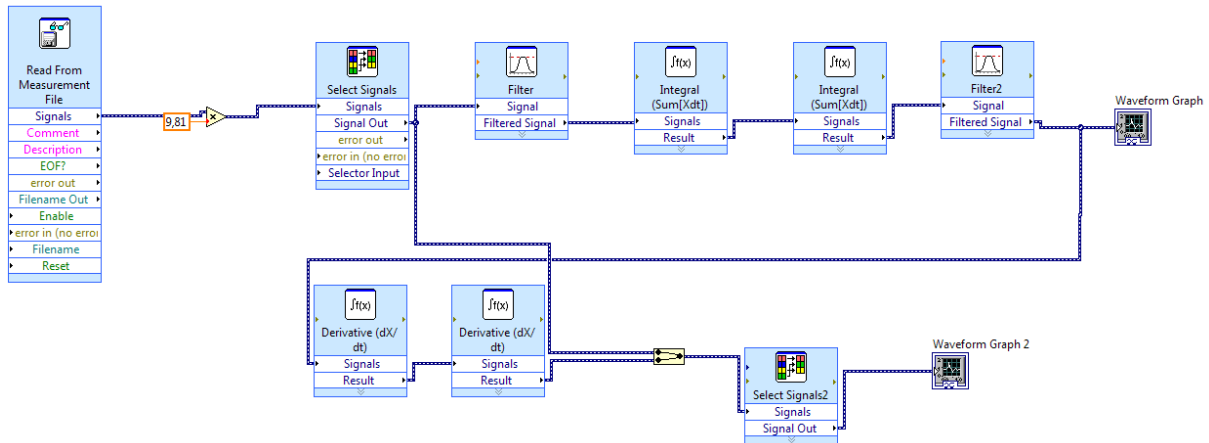 Read From
Measurement
File
Signals
Comment
Description
EOF?
error out
Filename Out
Enable
error in (no erroi
Filename
Reset
9,81
Select Signals
Signals
Signal Out
error out
error in (no erroi
Selector Input
∫f(x)
Filter
Signal
Filtered Signal
Integral
(Sum[Xdt])
Signals
Result
∫f(x)
Integral
(Sum[Xdt])
Signals
Result
Filter2
Signal
Filtered Signal
Waveform Graph
∫f(x)
Derivative (dX/
dt)
Signals
Result
∫f(x)
Derivative (dX/
dt)
Signals
Result
Select Signals2
Signals
Signal Out
Waveform Graph 2